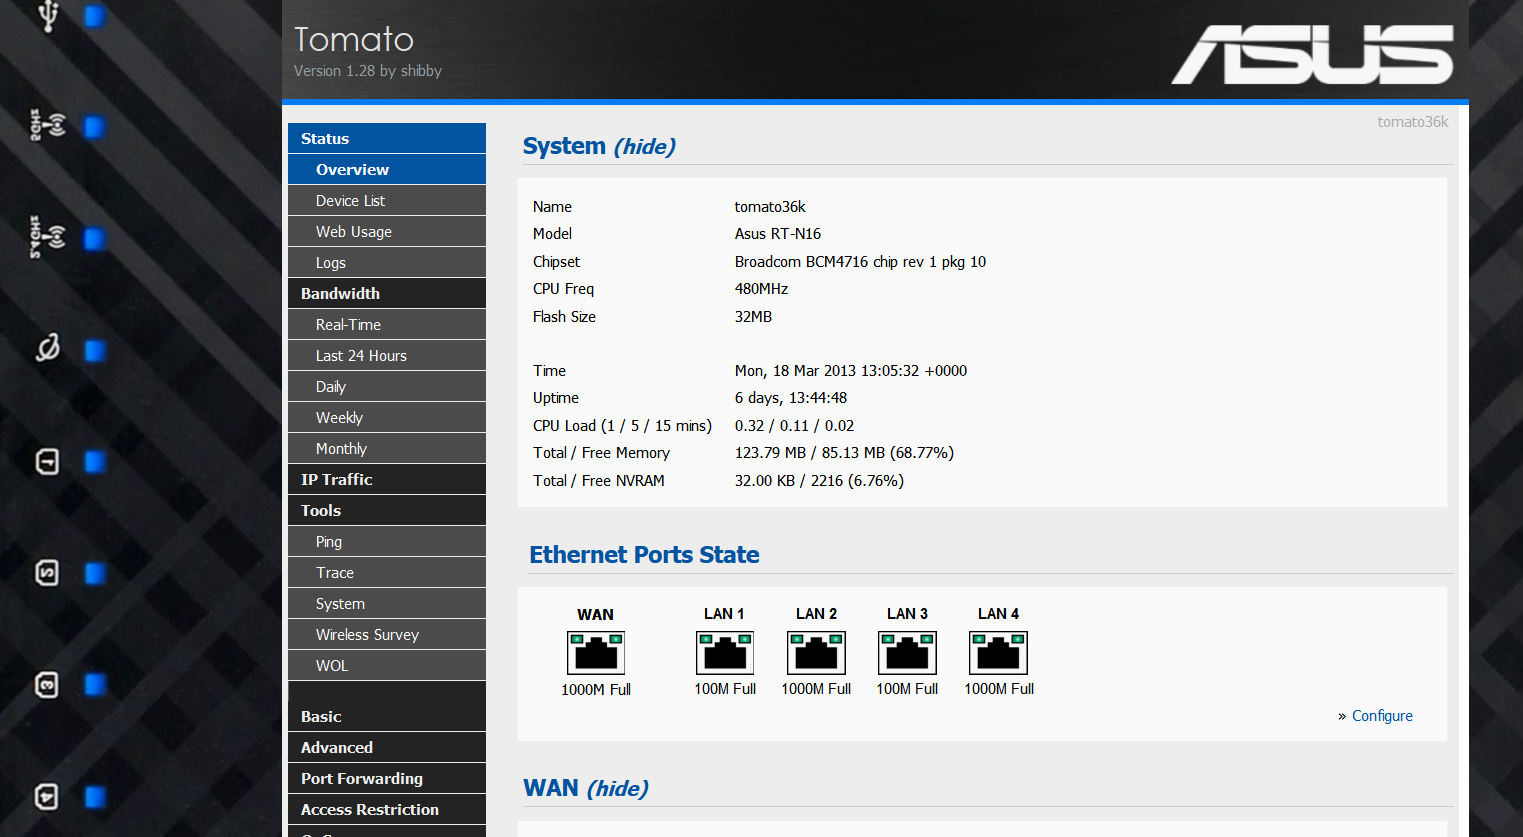 Tomato
Version 1.28 by shibby
ASUS
tomato36k
Status
Overview
Device List
Web Usage
Logs
Bandwidth
Real-Time
Last 24 Hours
Daily
Weekly
Monthly
IP Traffic
Tools
Ping
Trace
System
Wireless Survey
WOL
Basic
Advanced
Port Forwarding
Access Restriction
System (hide)
Name tomato36k
Model Asus RT-N16
Chipset Broadcom BCM4716 chip rev 1 pkg 10
CPU Freq 480MHz
Flash Size 32MB
Time Mon, 18 Mar 2013 13:05:32 +0000
Uptime 6 days, 13:44:48
CPU Load (1 / 5 / 15 mins) 0.32 / 0.11 / 0.02
Total / Free Memory 123.79 MB / 85.13 MB (68.77%)
Total / Free NVRAM 32.00 KB / 2216 (6.76%)
Ethernet Ports State
WAN LAN 1 LAN 2 LAN 3 LAN 4
1000M Full 100M Full 1000M Full 100M Full 1000M Full
» Configure
WAN (hide)
5GHz
2.4GHz
1
2
3
4